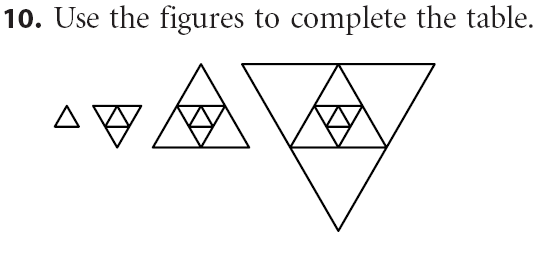 10. Use the figures to complete the table.